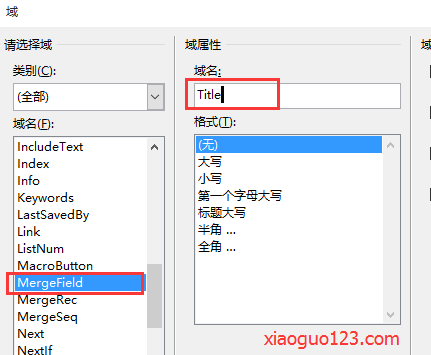 域
请选择域
类别(C):
(全部)
域名(F):
IncludeText
Index
Info
Keywords
LastSavedBy
Link
ListNum
MacroButton
MergeField
MergeRec
MergeSeq
Next
NextIf
域属性
域名:
Title
格式(T):
(无)
大写
小写
第一个字母大写
标题大写
半角 ...
全角 ...
域
xiaoguo123.com